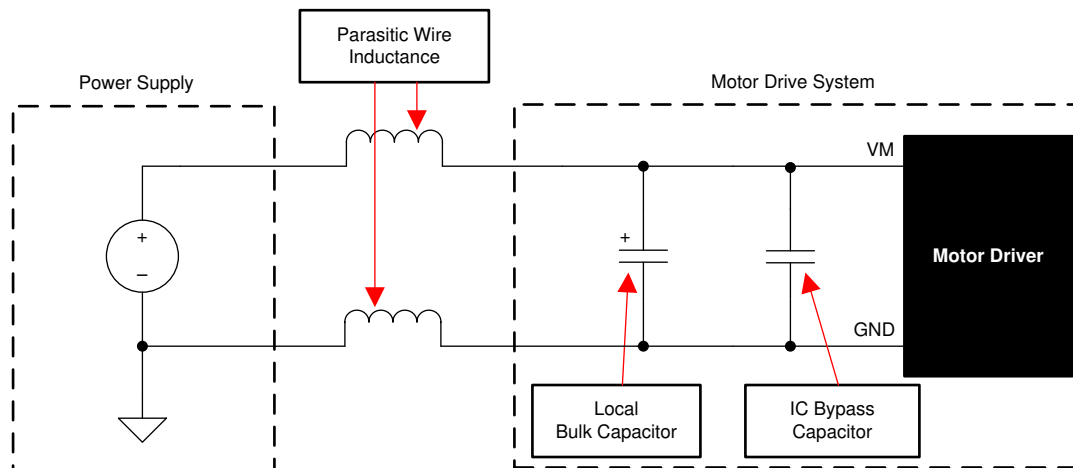 Parasitic Wire
Inductance
Power Supply
Motor Drive System
VM
+
–
+
Motor Driver
GND
Local
Bulk Capacitor
IC Bypass
Capacitor